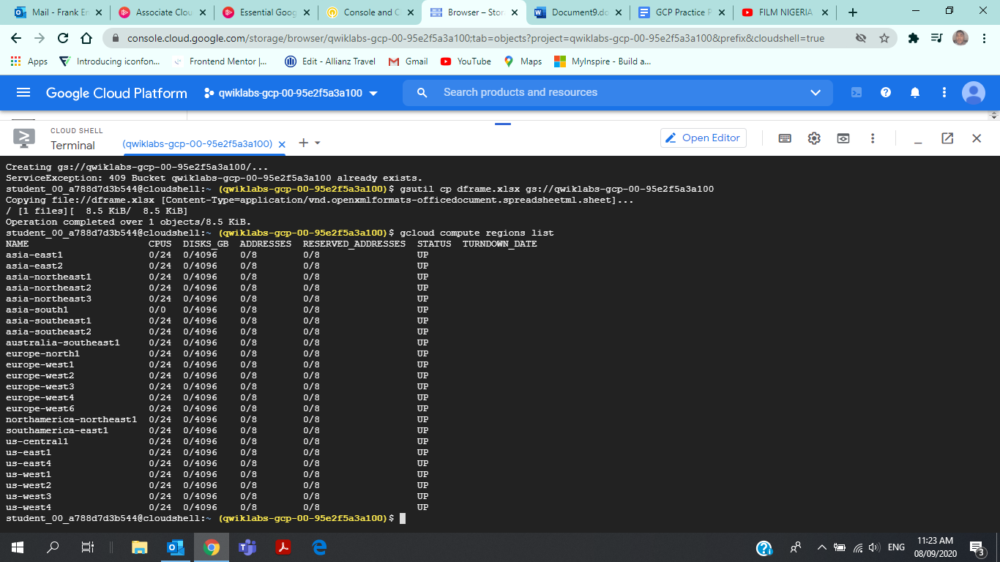 Mail - Frank En
Associate Clou
Essential Goog
Console and C
Browser – Stor
Document9.do
GCP Practice P
FILM NIGERIA
console.cloud.google.com/storage/browser/qwiklabs-gcp-00-95e2f5a3a100;tab=objects?project=qwiklabs-gcp-00-95e2f5a3a100&prefix&cloudshell=true
Apps
Introducing iconfon...
Frontend Mentor |...
Edit - Allianz Travel
Gmail
YouTube
Maps
MyInspire - Build a...
Google Cloud Platform
qwiklabs-gcp-00-95e2f5a3a100
Search products and resources
CLOUD SHELL
Terminal
(qwiklabs-gcp-00-95e2f5a3a100)
Open Editor
Creating gs://qwiklabs-gcp-00-95e2f5a3a100/...
ServiceException: 409 Bucket qwiklabs-gcp-00-95e2f5a3a100 already exists.
student_00_a788d7d3b544@cloudshell:~ (qwiklabs-gcp-00-95e2f5a3a100)$ gsutil cp dframe.xlsx gs://qwiklabs-gcp-00-95e2f5a3a100
Copying file://dframe.xlsx [Content-Type=application/vnd.openxmlformats-officedocument.spreadsheetml.sheet]...
/ [1 files][  8.5 KiB/  8.5 KiB]
Operation completed over 1 objects/8.5 KiB.
student_00_a788d7d3b544@cloudshell:~ (qwiklabs-gcp-00-95e2f5a3a100)$ gcloud compute regions list
NAME CPUS DISKS_GB ADDRESSES RESERVED_ADDRESSES STATUS TURNDOWN_DATE
asia-east1 0/24 0/4096 0/8 0/8 UP
asia-east2 0/24 0/4096 0/8 0/8 UP
asia-northeast1 0/24 0/4096 0/8 0/8 UP
asia-northeast2 0/24 0/4096 0/8 0/8 UP
asia-northeast3 0/24 0/4096 0/8 0/8 UP
asia-south1 0/0 0/4096 0/8 0/8 UP
asia-southeast1 0/24 0/4096 0/8 0/8 UP
asia-southeast2 0/24 0/4096 0/8 0/8 UP
australia-southeast1 0/24 0/4096 0/8 0/8 UP
europe-north1 0/24 0/4096 0/8 0/8 UP
europe-west1 0/24 0/4096 0/8 0/8 UP
europe-west2 0/24 0/4096 0/8 0/8 UP
europe-west3 0/24 0/4096 0/8 0/8 UP
europe-west4 0/24 0/4096 0/8 0/8 UP
europe-west6 0/24 0/4096 0/8 0/8 UP
northamerica-northeast1 0/24 0/4096 0/8 0/8 UP
southamerica-east1 0/24 0/4096 0/8 0/8 UP
us-central1 0/24 0/4096 0/8 0/8 UP
us-east1 0/24 0/4096 0/8 0/8 UP
us-east4 0/24 0/4096 0/8 0/8 UP
us-west1 0/24 0/4096 0/8 0/8 UP
us-west2 0/24 0/4096 0/8 0/8 UP
us-west3 0/24 0/4096 0/8 0/8 UP
us-west4 0/24 0/4096 0/8 0/8 UP
student_00_a788d7d3b544@cloudshell:~ (qwiklabs-gcp-00-95e2f5a3a100)$
ENG
11:23 AM
08/09/2020
3